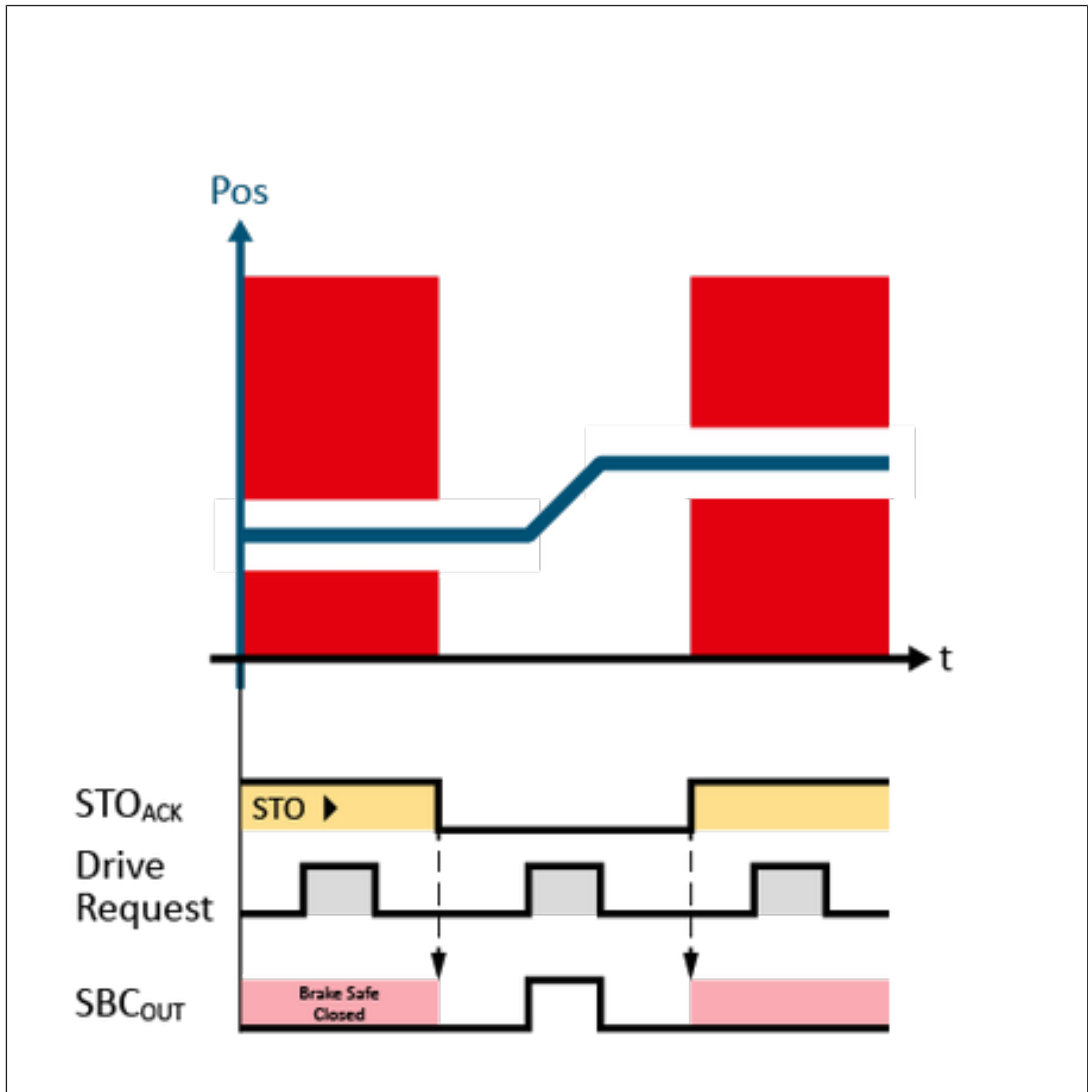 Pos
t
STOACK
STO
Drive
Request
SBCOUT
Brake Safe
Closed